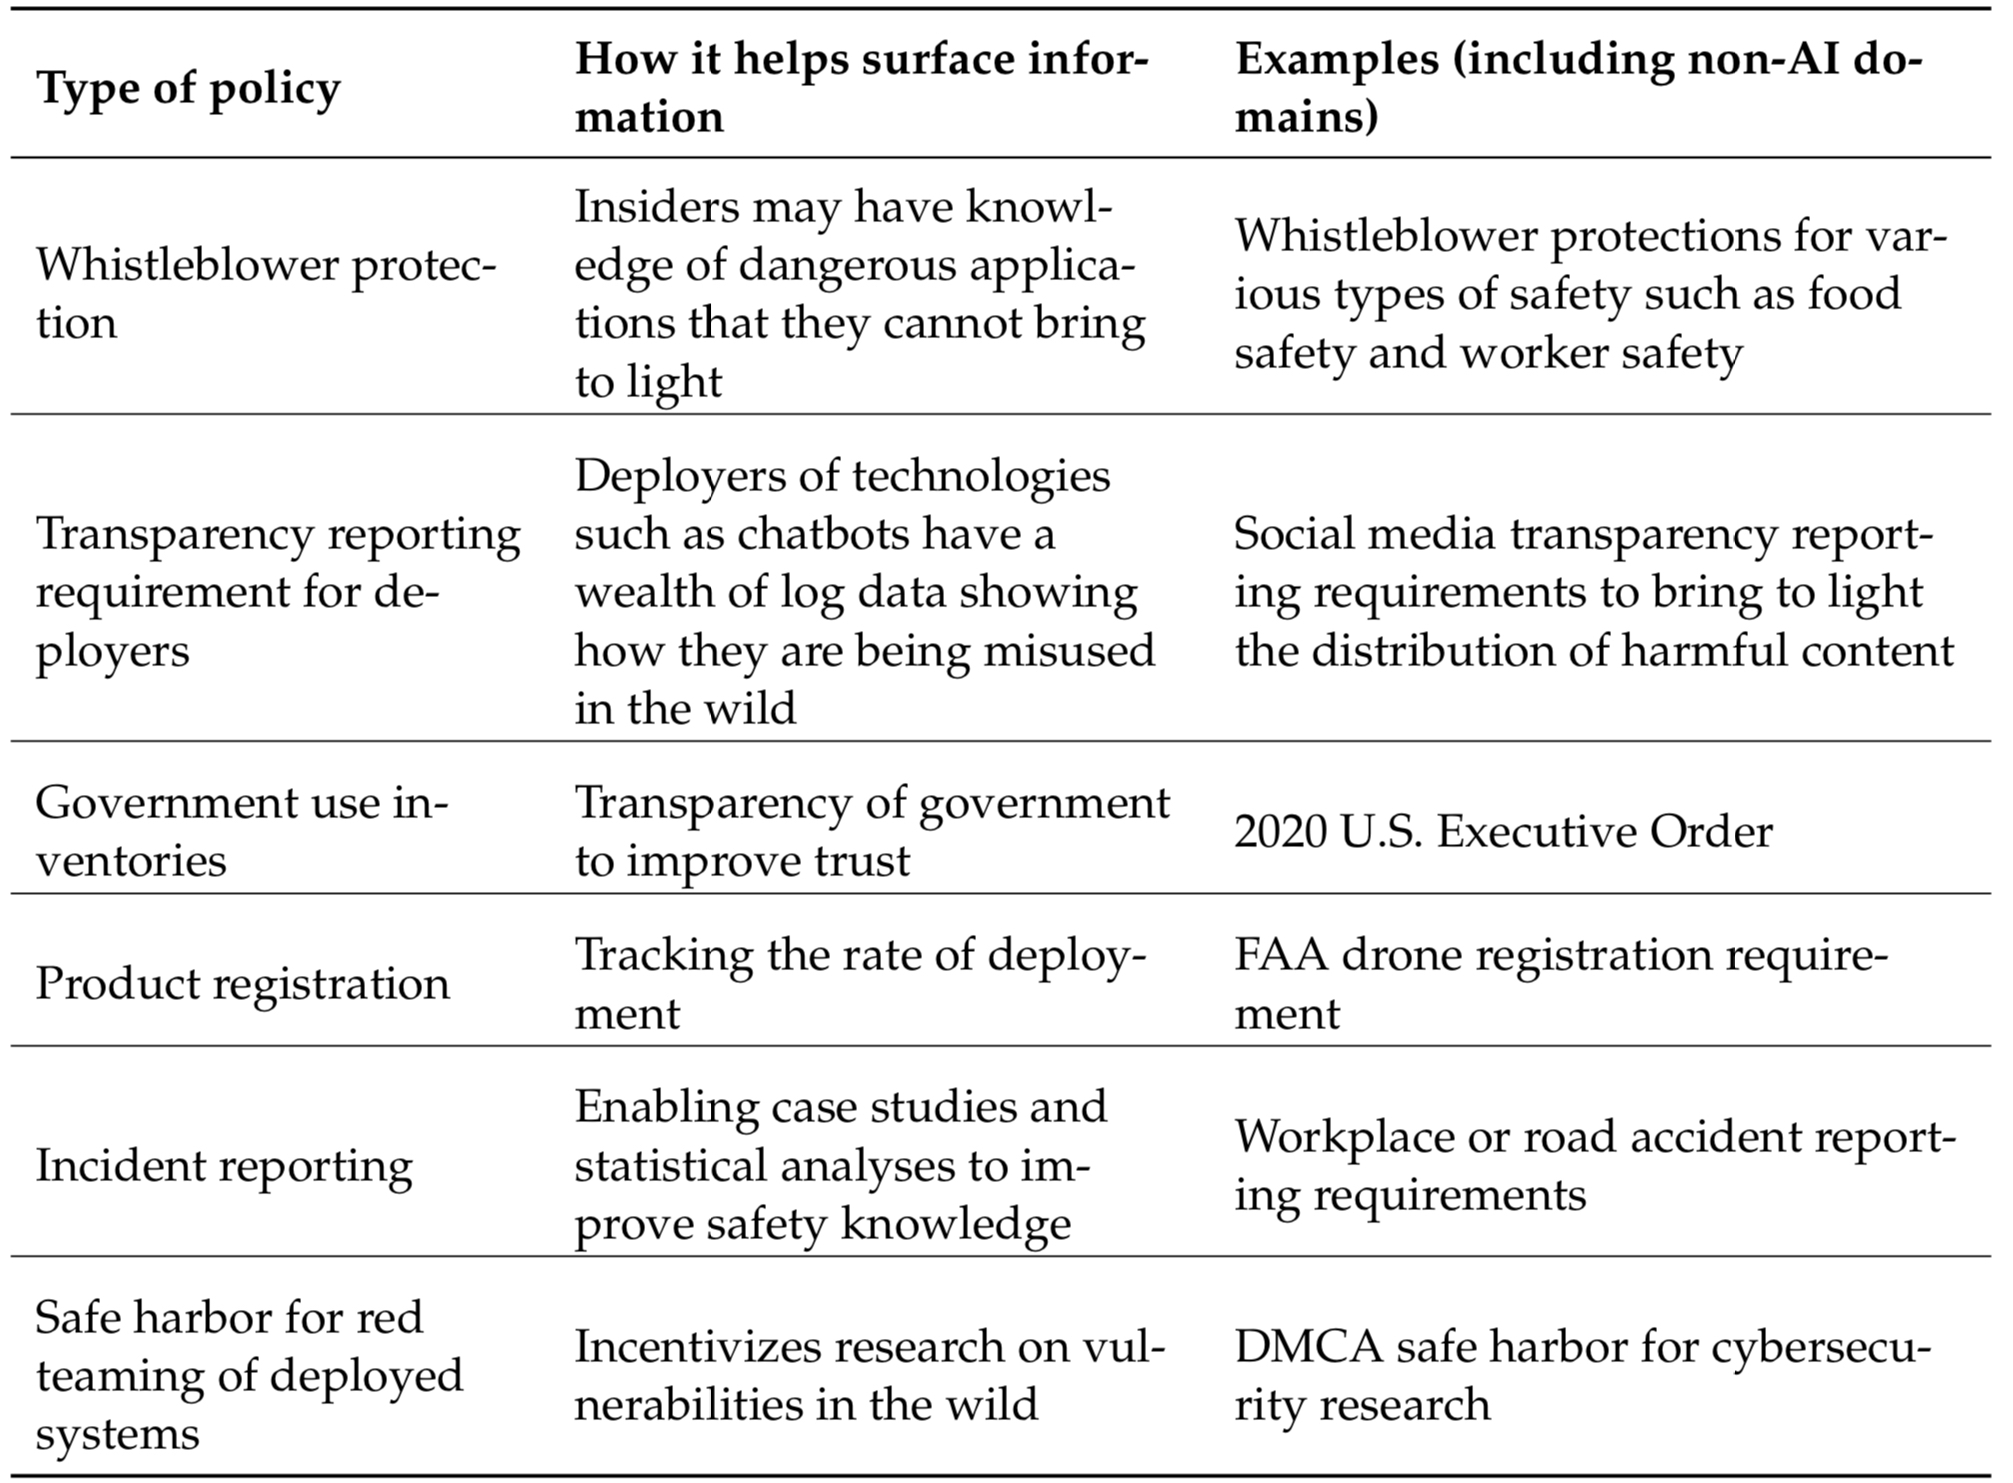 Type of policy
How it helps surface infor-
mation
Examples (including non-AI do-
mains)
Whistleblower protec-
tion
Insiders may have knowl-
edge of dangerous applica-
tions that they cannot bring
to light
Whistleblower protections for var-
ious types of safety such as food
safety and worker safety
Transparency reporting
requirement for de-
ployers
Deployers of technologies
such as chatbots have a
wealth of log data showing
how they are being misused
in the wild
Social media transparency report-
ing requirements to bring to light
the distribution of harmful content
Government use in-
ventories
Transparency of government
to improve trust
2020 U.S. Executive Order
Product registration
Tracking the rate of deploy-
ment
FAA drone registration require-
ment
Incident reporting
Enabling case studies and
statistical analyses to im-
prove safety knowledge
Workplace or road accident report-
ing requirements
Safe harbor for red
teaming of deployed
systems
Incentivizes research on vul-
nerabilities in the wild
DMCA safe harbor for cybersecu-
rity research